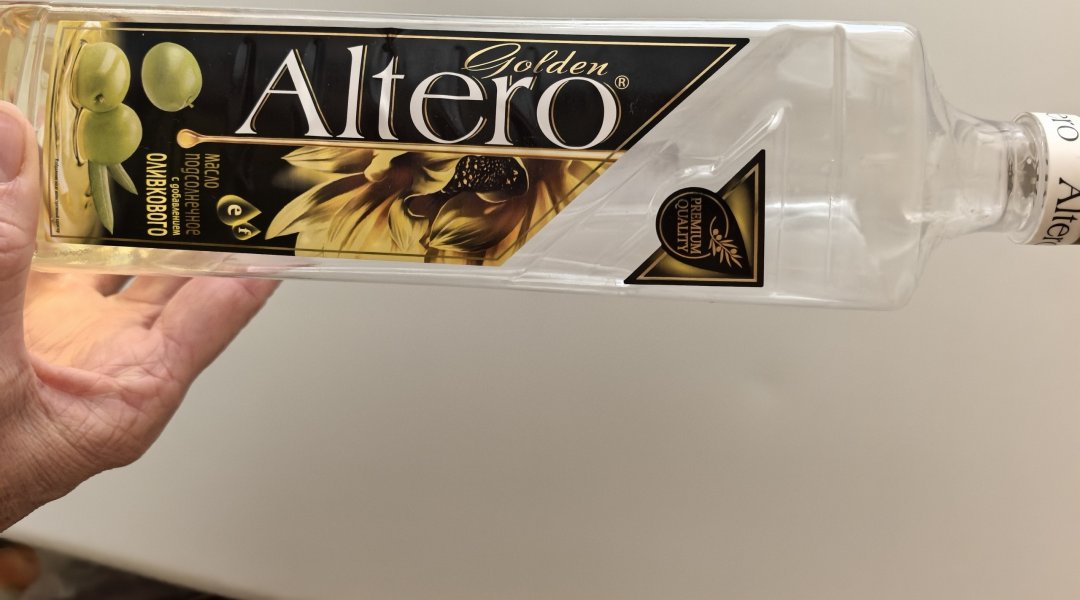 Golden
Altero®
масло
подсолнечное
с добавлением
оливкового
e f
PREMIUM
QUALITY
Altero